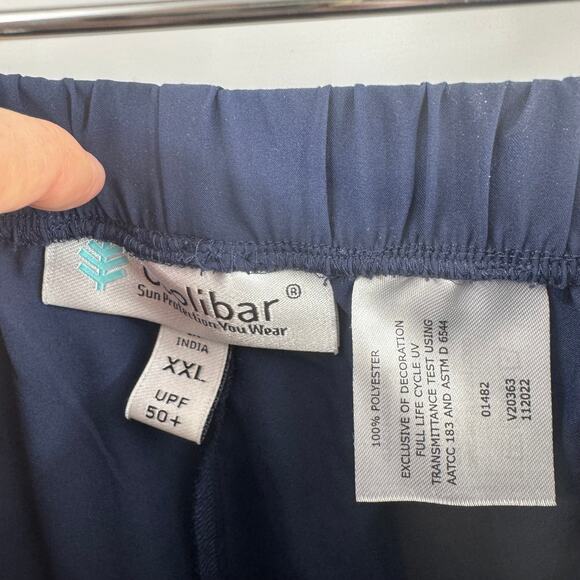 libar®
Sun Protection You Wear
INDIA
XXL
UPF
50+
100% POLYESTER
EXCLUSIVE OF DECORATION
FULL LIFE CYCLE UV
TRANSMITTANCE TEST USING
AATCC 183 AND ASTM D 6544
01482
V20363
112022